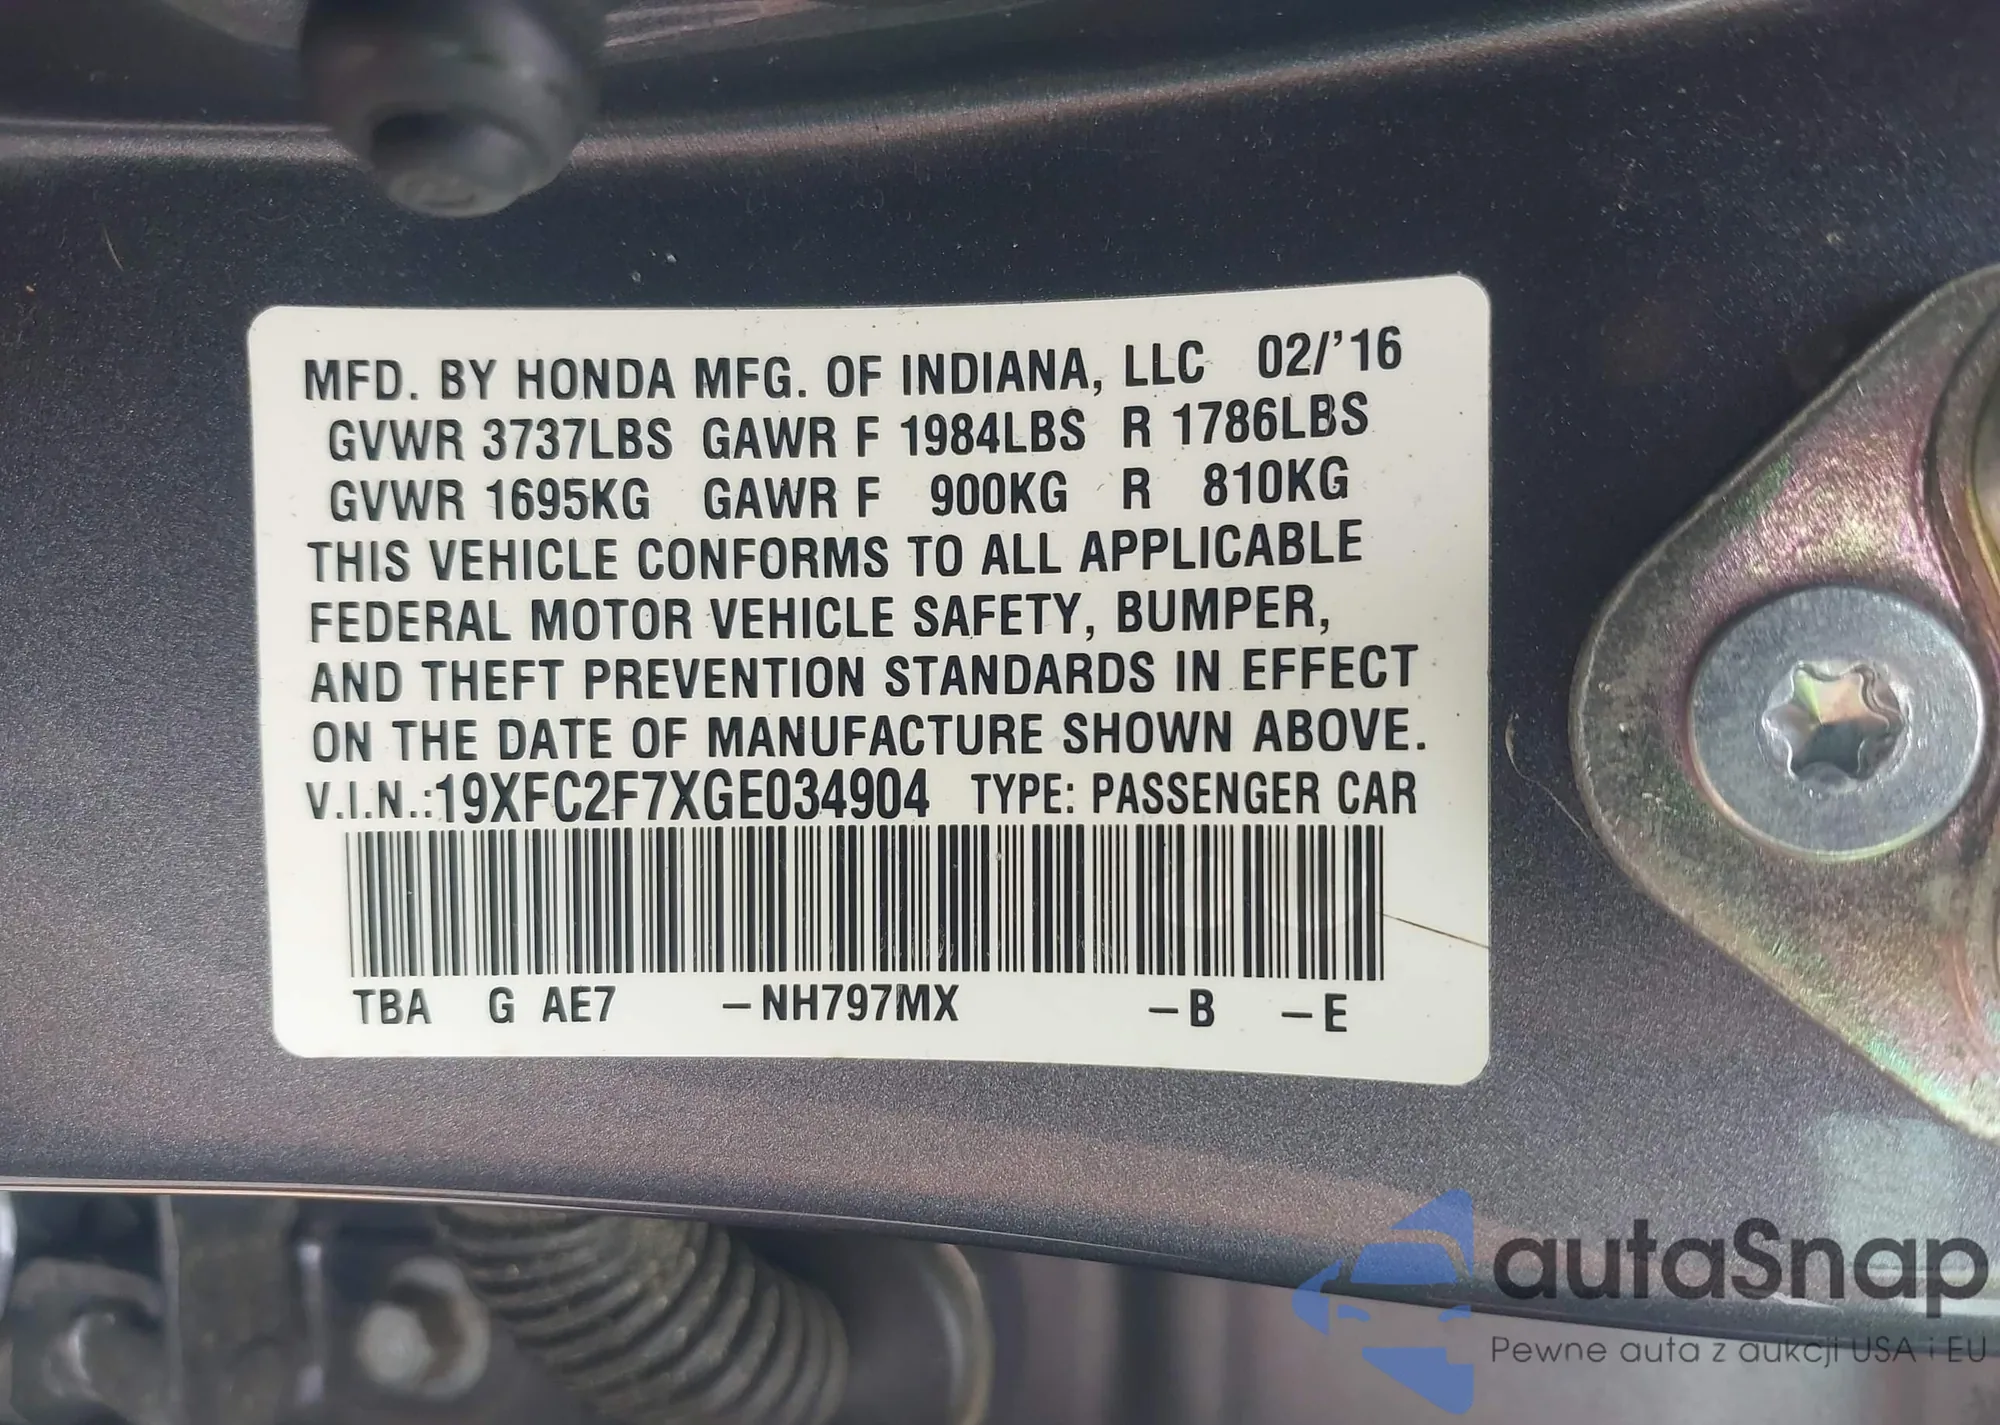 MFD. BY HONDA MFG. OF INDIANA, LLC 02/'16
GVWR 3737LBS GAWR F 1984LBS R 1786LBS
GVWR 1695KG GAWR F 900KG R 810KG
THIS VEHICLE CONFORMS TO ALL APPLICABLE
FEDERAL MOTOR VEHICLE SAFETY, BUMPER,
AND THEFT PREVENTION STANDARDS IN EFFECT
ON THE DATE OF MANUFACTURE SHOWN ABOVE.
V.I.N.:19XFC2F7XGE034904 TYPE: PASSENGER CAR
TBA G AE7 –NH797MX –B –E
autaSnap
Pewne auta z aukcji USA i EU